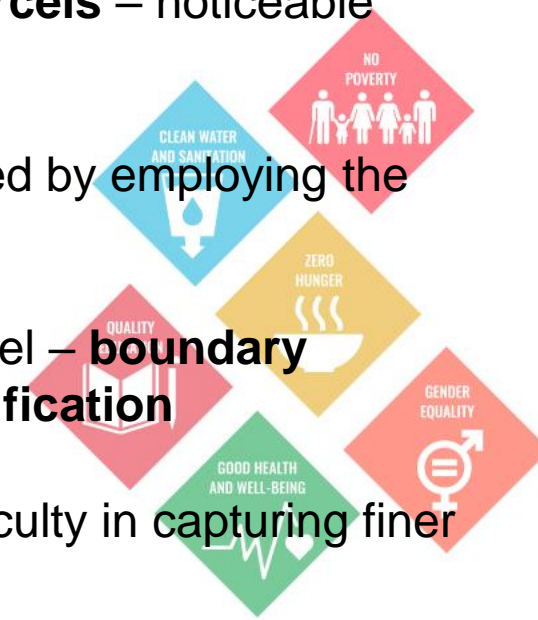 rcels – noticeable
NO
POVERTY
CLEAN WATER
AND SANITATION
ed by employing the
ZERO
HUNGER
QUALITY
el – boundary
ification
GENDER
EQUALITY
GOOD HEALTH
AND WELL-BEING
culty in capturing finer